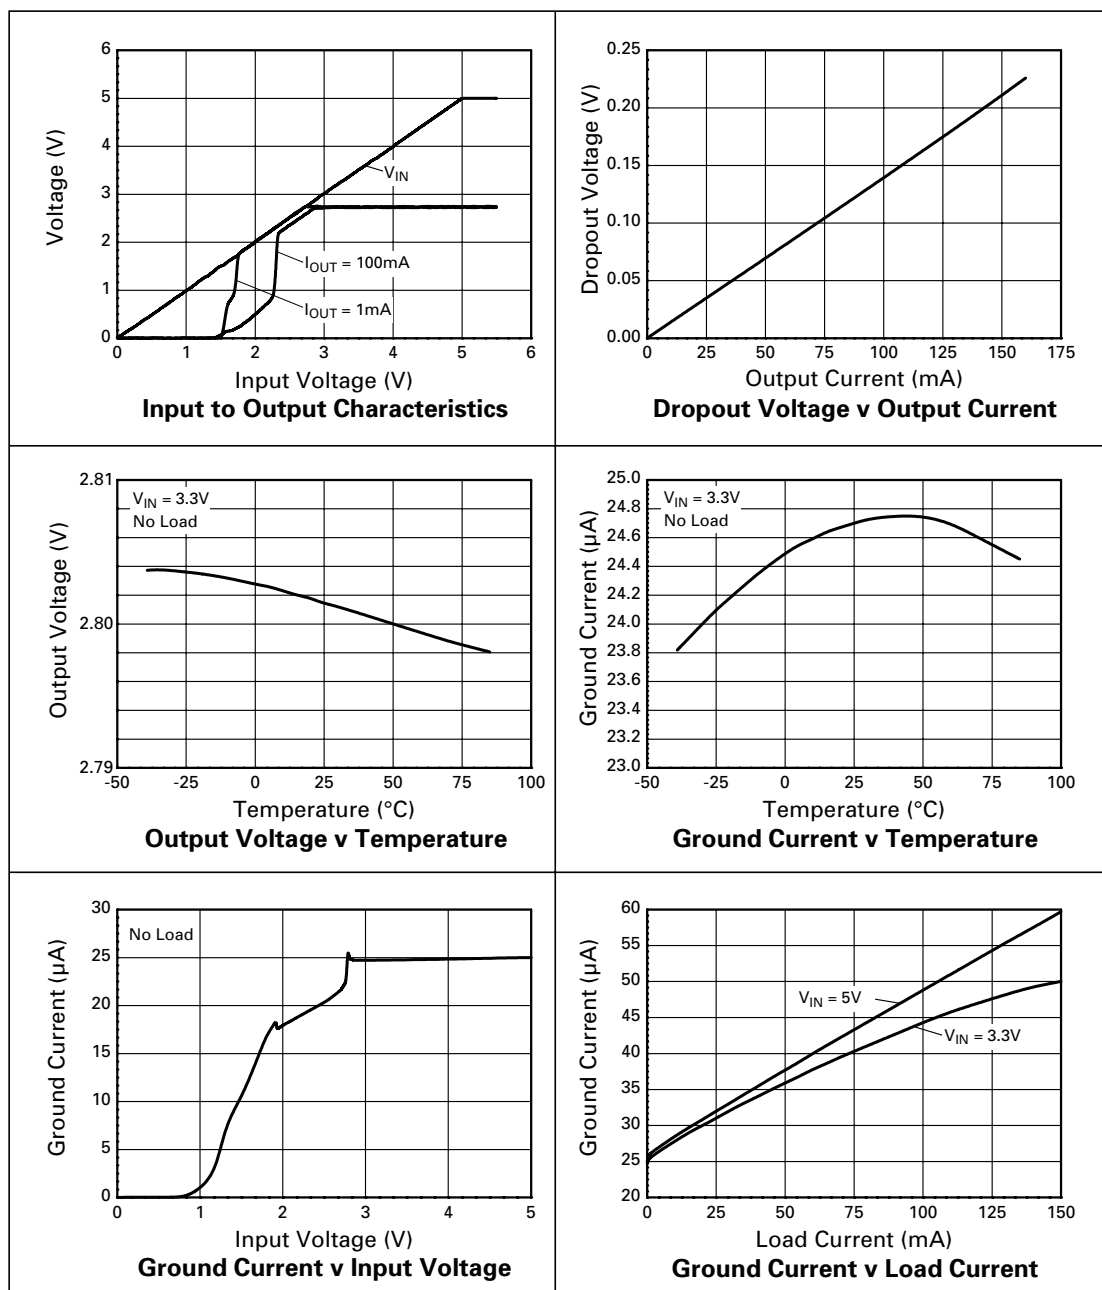 6
5
4
3
2
1
0
Voltage (V)
V_IN
I_OUT = 100mA
I_OUT = 1mA
0 1 2 3 4 5 6
Input Voltage (V)
Input to Output Characteristics
0.25
0.20
0.15
0.10
0.05
0.00
Dropout Voltage (V)
0 25 50 75 100 125 150 175
Output Current (mA)
Dropout Voltage v Output Current
2.81
2.80
2.79
Output Voltage (V)
V_IN = 3.3V
No Load
-50 -25 0 25 50 75 100
Temperature (°C)
Output Voltage v Temperature
25.0
24.8
24.6
24.4
24.2
24.0
23.8
23.6
23.4
23.2
23.0
Ground Current (µA)
V_IN = 3.3V
No Load
-50 -25 0 25 50 75 100
Temperature (°C)
Ground Current v Temperature
30
25
20
15
10
5
0
Ground Current (µA)
No Load
0 1 2 3 4 5
Input Voltage (V)
Ground Current v Input Voltage
60
55
50
45
40
35
30
25
20
Ground Current (µA)
V_IN = 5V
V_IN = 3.3V
0 25 50 75 100 125 150
Load Current (mA)
Ground Current v Load Current